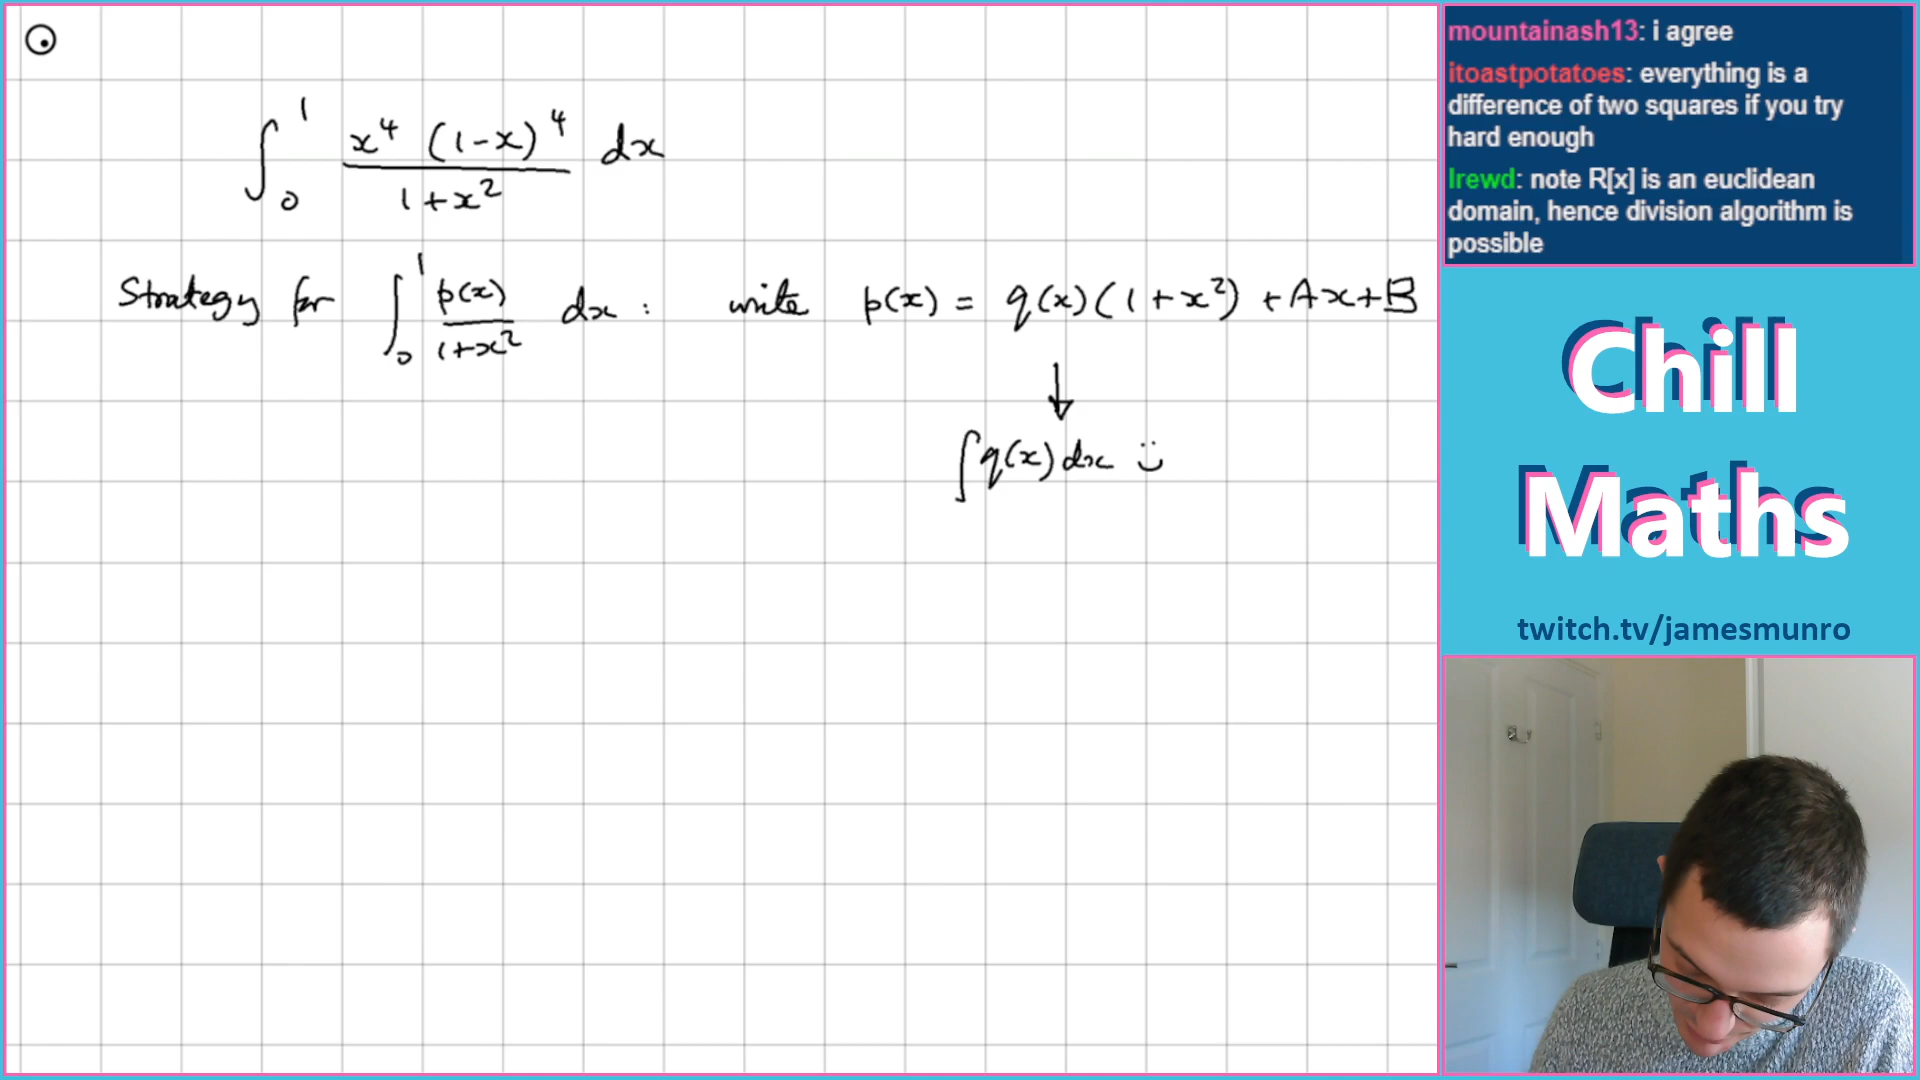 ∫₀¹ x⁴ (1-x)⁴ / 1+x² dx
Strategy for ∫₀¹ p(x) / 1+x² dx : write p(x) = q(x)(1+x²) + Ax+B
↓
∫q(x)dx :)
mountainash13: i agree
itoastpotatoes: everything is a
difference of two squares if you try
hard enough
lrewd: note R[x] is an euclidean
domain, hence division algorithm is
possible
Chill
Maths
twitch.tv/jamesmunro